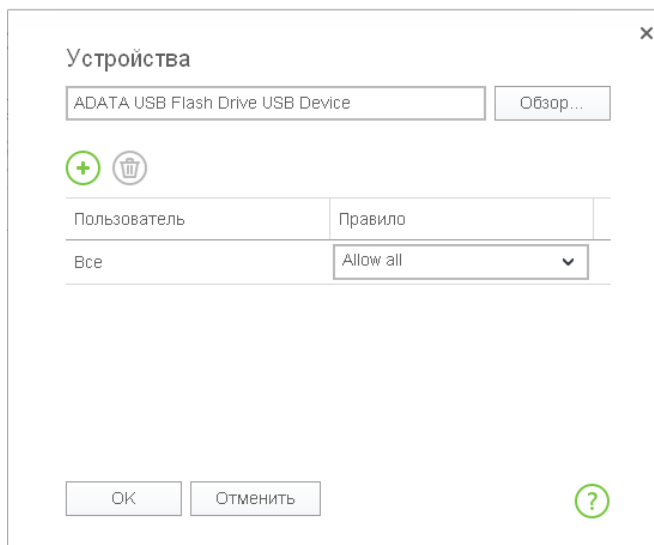 Устройства
ADATA USB Flash Drive USB Device
Обзор...
Пользователь Правило
Все Allow all
OK Отменить
?